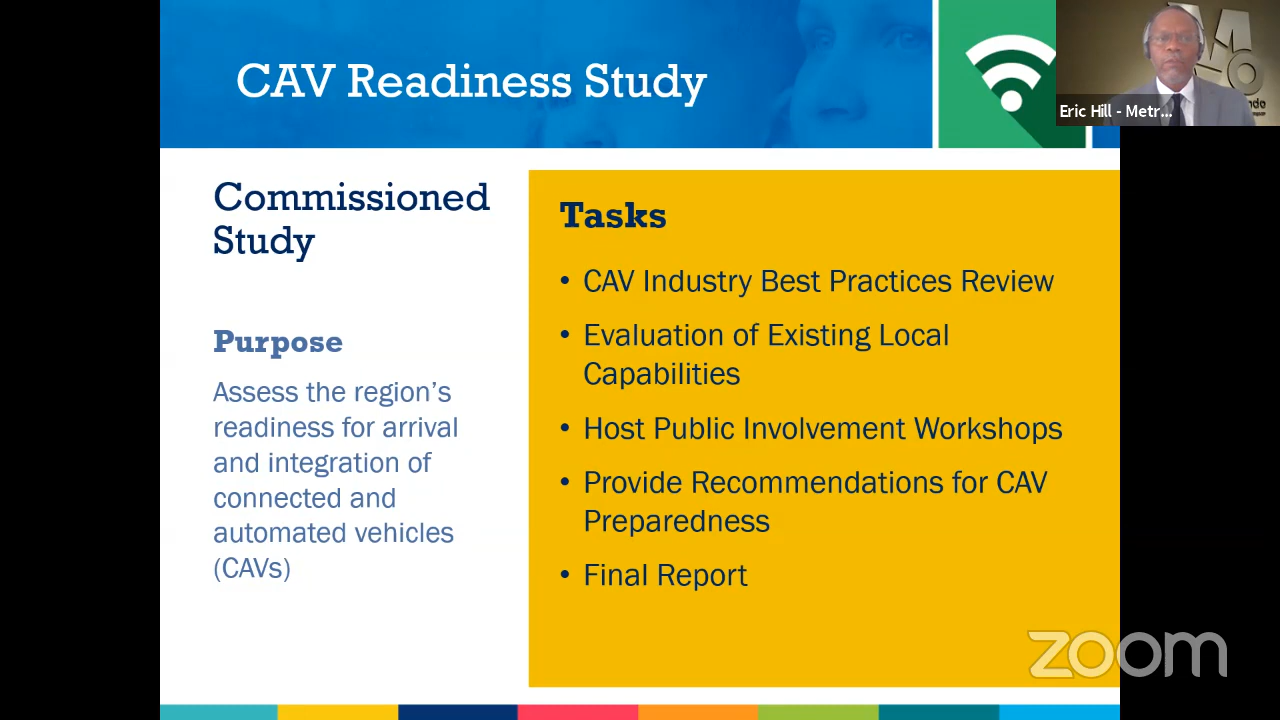 CAV Readiness Study
Eric Hill - Metr...
Commissioned
Study
Purpose
Assess the region's
readiness for arrival
and integration of
connected and
automated vehicles
(CAVs)
Tasks
• CAV Industry Best Practices Review
• Evaluation of Existing Local
Capabilities
• Host Public Involvement Workshops
• Provide Recommendations for CAV
Preparedness
• Final Report
zoom